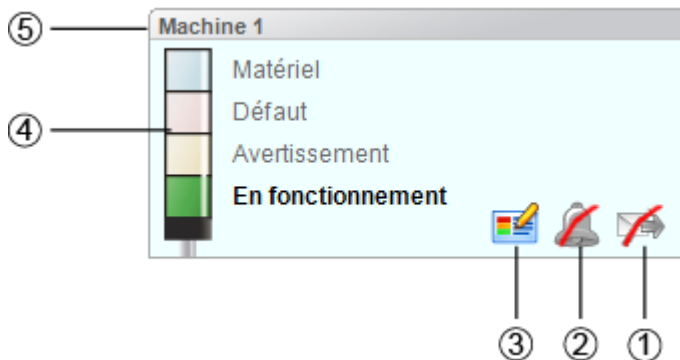 ⑤ Machine 1
Matériel
Défaut
④
Avertissement
En fonctionnement
③ ② ①